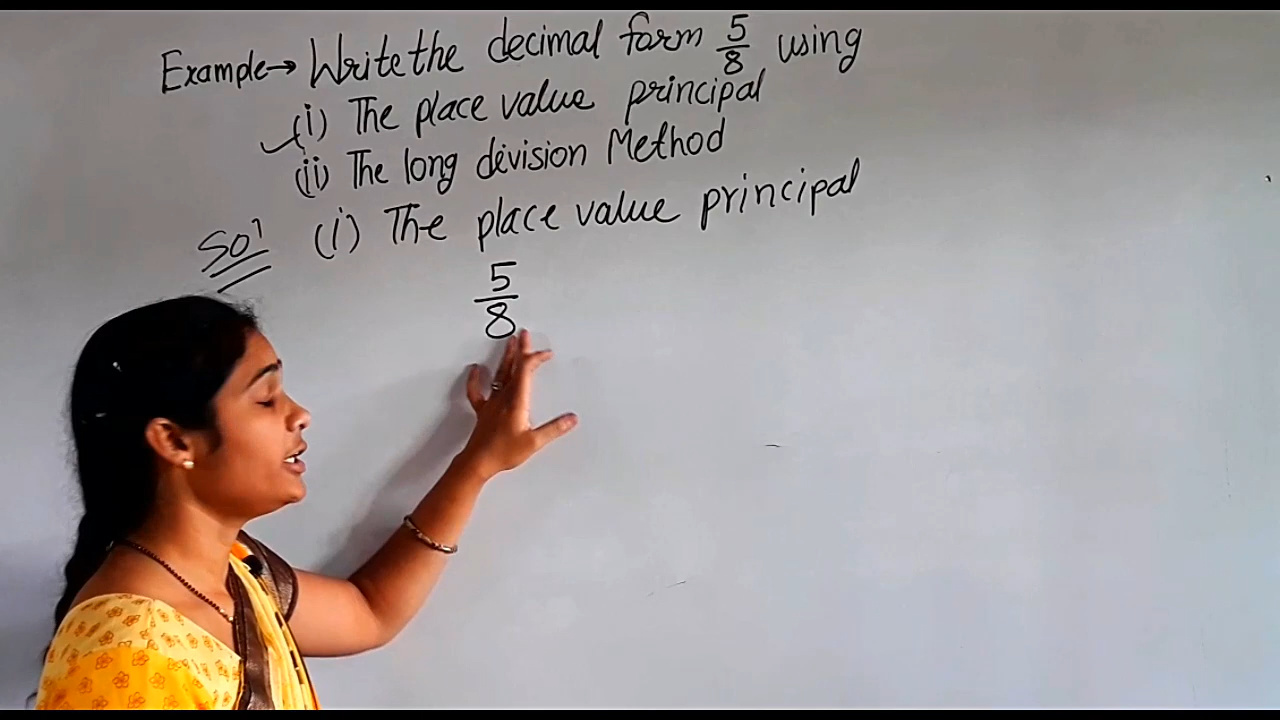 Example→ Write the decimal form 5/8 using
(i) The place value principal
(ii) The long division Method
Sol (i) The place value principal
5/8